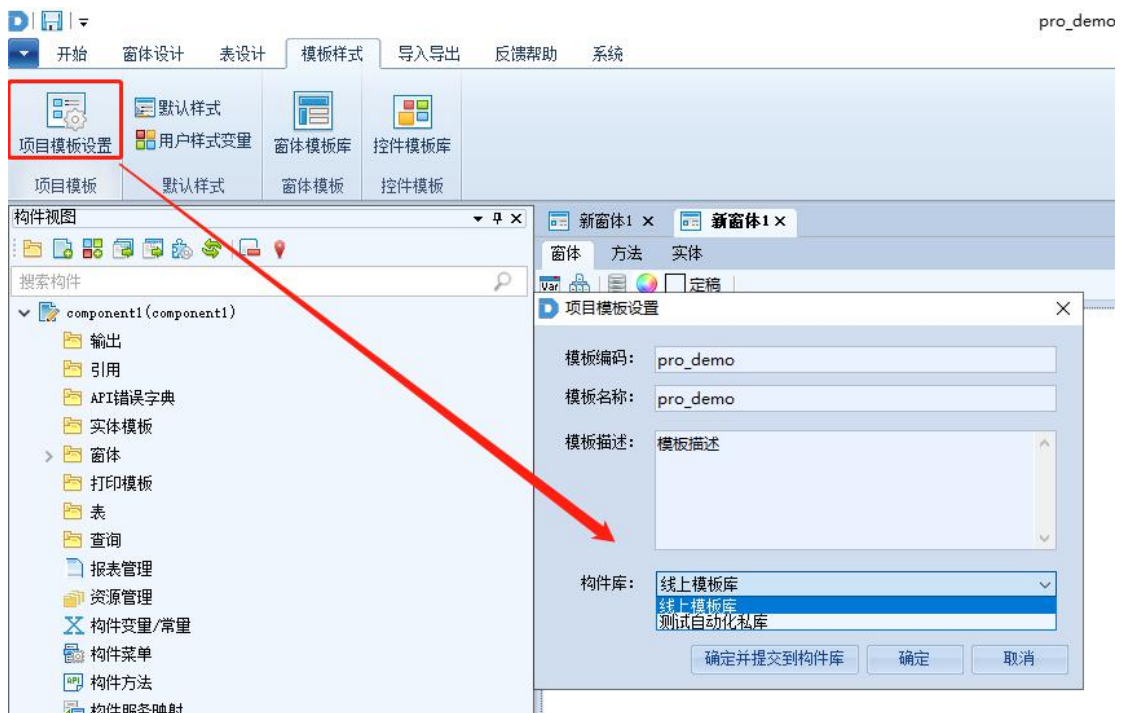 pro_demo
开始 窗体设计 表设计 模板样式 导入导出 反馈帮助 系统
项目模板设置 默认样式 用户样式变量 窗体模板库 控件模板库
项目模板 默认样式 窗体模板 控件模板
构件视图
新窗体1 新窗体1
窗体 方法 实体
搜索构件
Var 定稿
component1(component1)
输出
引用
API错误字典
实体模板
窗体
打印模板
表
查询
报表管理
资源管理
构件变量/常量
构件菜单
构件方法
构件服务映射
项目模板设置
模板编码: pro_demo
模板名称: pro_demo
模板描述: 模板描述
构件库: 线上模板库
线上模板库
测试自动化私库
确定并提交到构件库 确定 取消